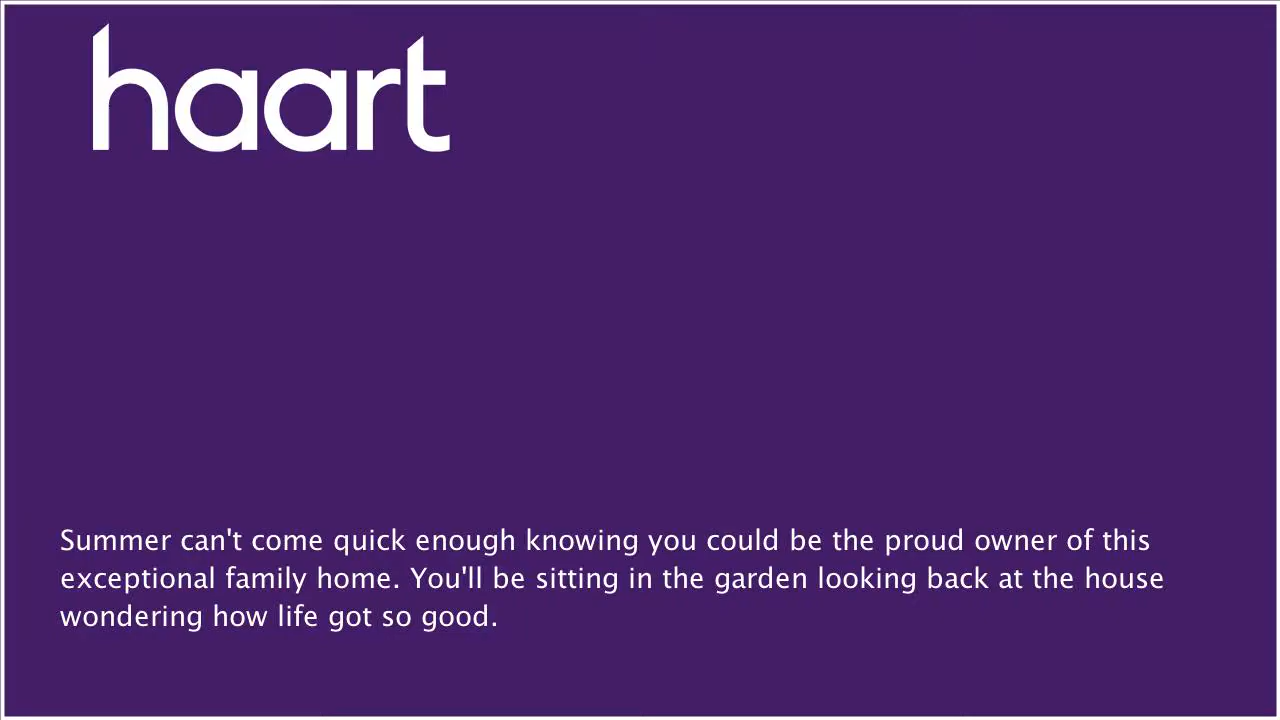 haart
Summer can't come quick enough knowing you could be the proud owner of this
exceptional family home. You'll be sitting in the garden looking back at the house
wondering how life got so good.